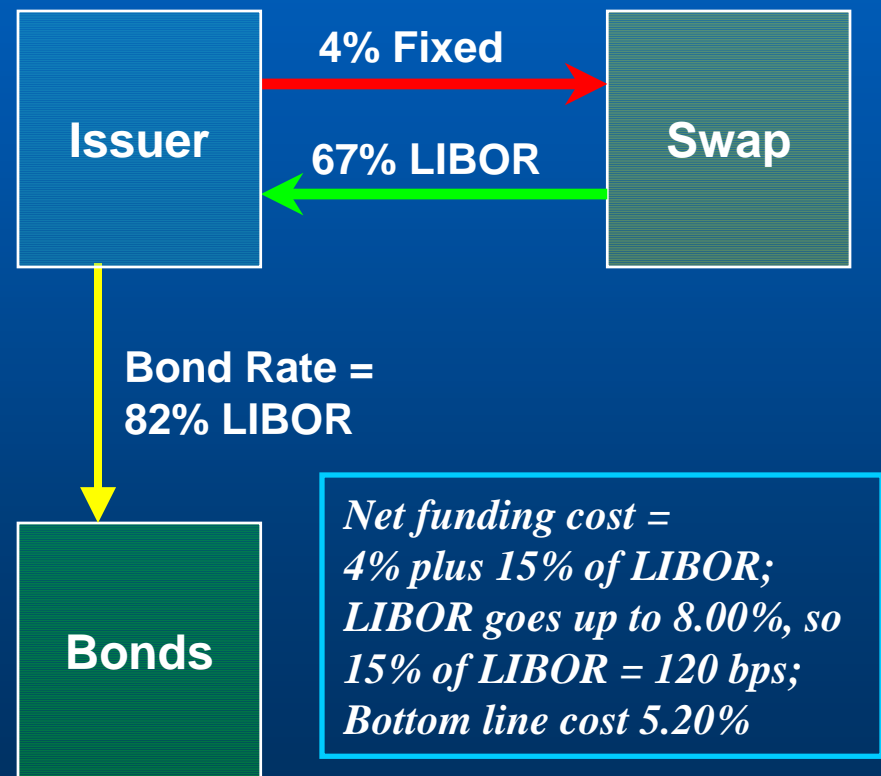 4% Fixed
Issuer
Swap
67% LIBOR
Bond Rate =
82% LIBOR
Net funding cost =
4% plus 15% of LIBOR;
LIBOR goes up to 8.00%, so
15% of LIBOR = 120 bps;
Bottom line cost 5.20%
Bonds